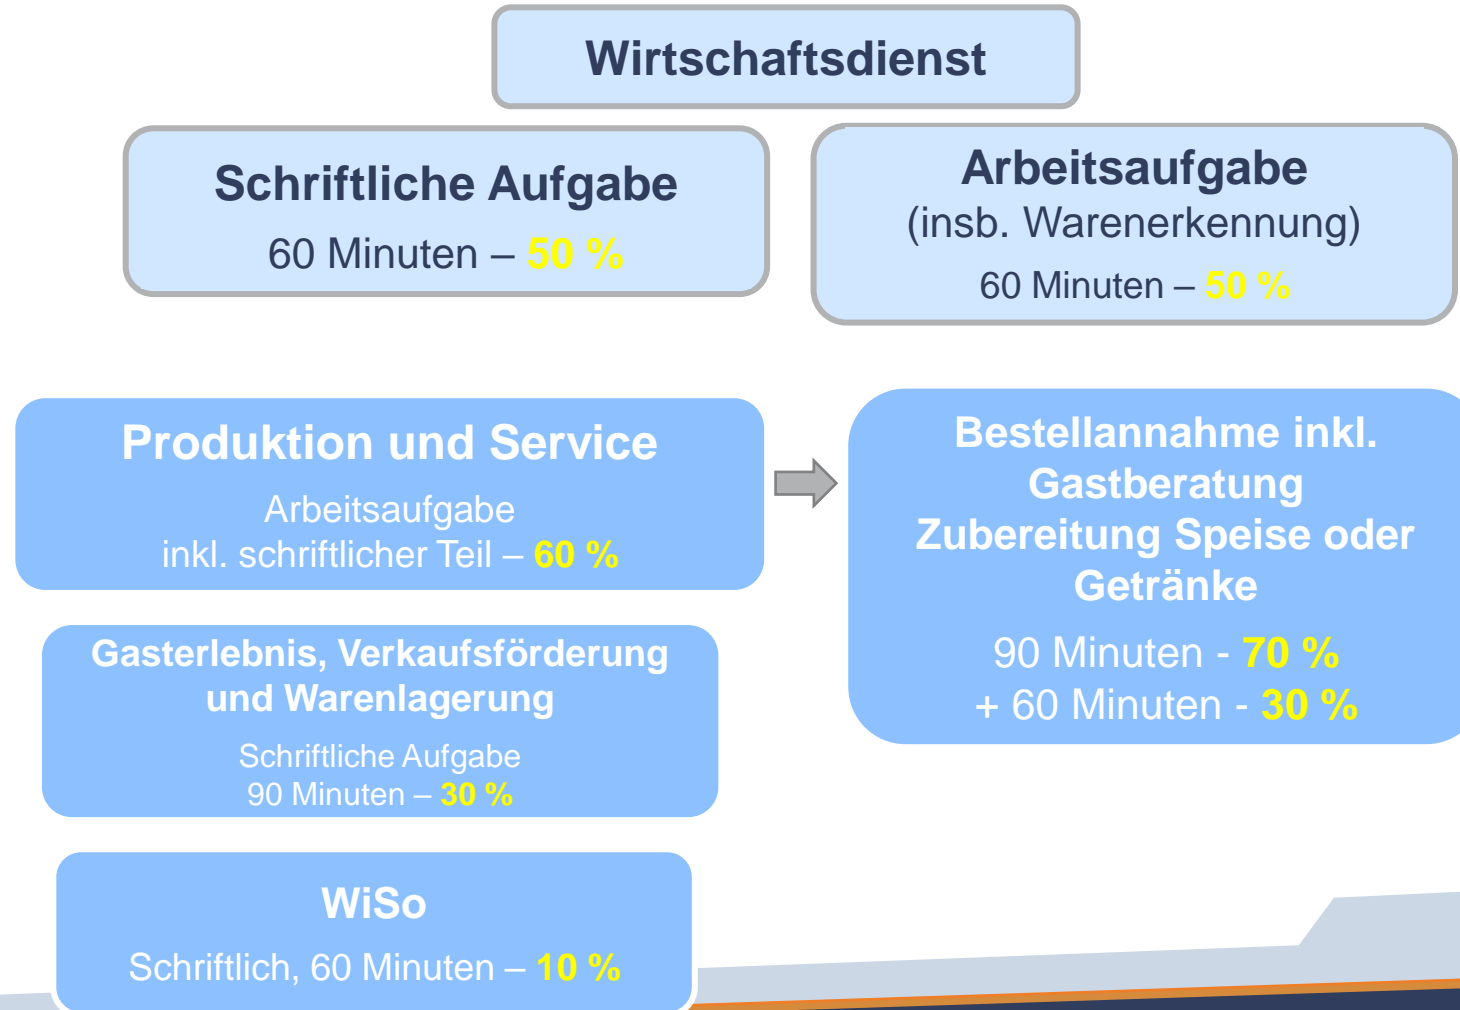 Wirtschaftsdienst
Schriftliche Aufgabe
60 Minuten – 50 %
Arbeitsaufgabe
(insb. Warenerkennung)
60 Minuten – 50 %
Produktion und Service
Arbeitsaufgabe
inkl. schriftlicher Teil – 60 %
Bestellannahme inkl.
Gastberatung
Zubereitung Speise oder
Getränke
90 Minuten - 70 %
+ 60 Minuten - 30 %
Gasterlebnis, Verkaufsförderung
und Warenlagerung
Schriftliche Aufgabe
90 Minuten – 30 %
WiSo
Schriftlich, 60 Minuten – 10 %